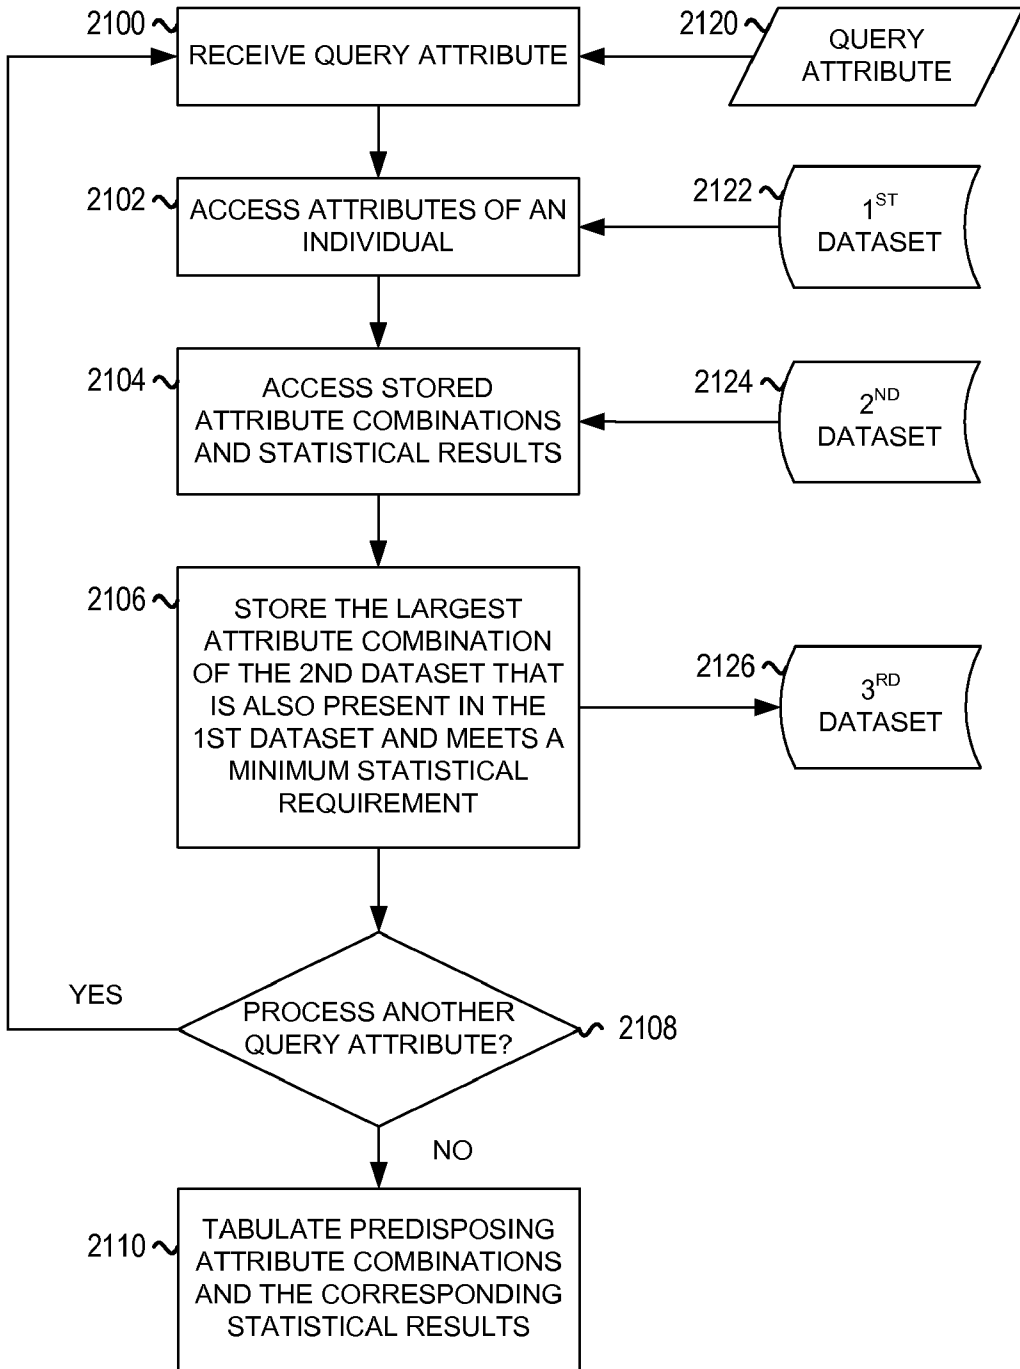 2100
RECEIVE QUERY ATTRIBUTE
2120
QUERY
ATTRIBUTE
2102
ACCESS ATTRIBUTES OF AN
INDIVIDUAL
2122
1ST
DATASET
2104
ACCESS STORED
ATTRIBUTE COMBINATIONS
AND STATISTICAL RESULTS
2124
2ND
DATASET
2106
STORE THE LARGEST
ATTRIBUTE COMBINATION
OF THE 2ND DATASET THAT
IS ALSO PRESENT IN THE
1ST DATASET AND MEETS A
MINIMUM STATISTICAL
REQUIREMENT
2126
3RD
DATASET
YES
PROCESS ANOTHER
QUERY ATTRIBUTE?
2108
NO
2110
TABULATE PREDISPOSING
ATTRIBUTE COMBINATIONS
AND THE CORRESPONDING
STATISTICAL RESULTS